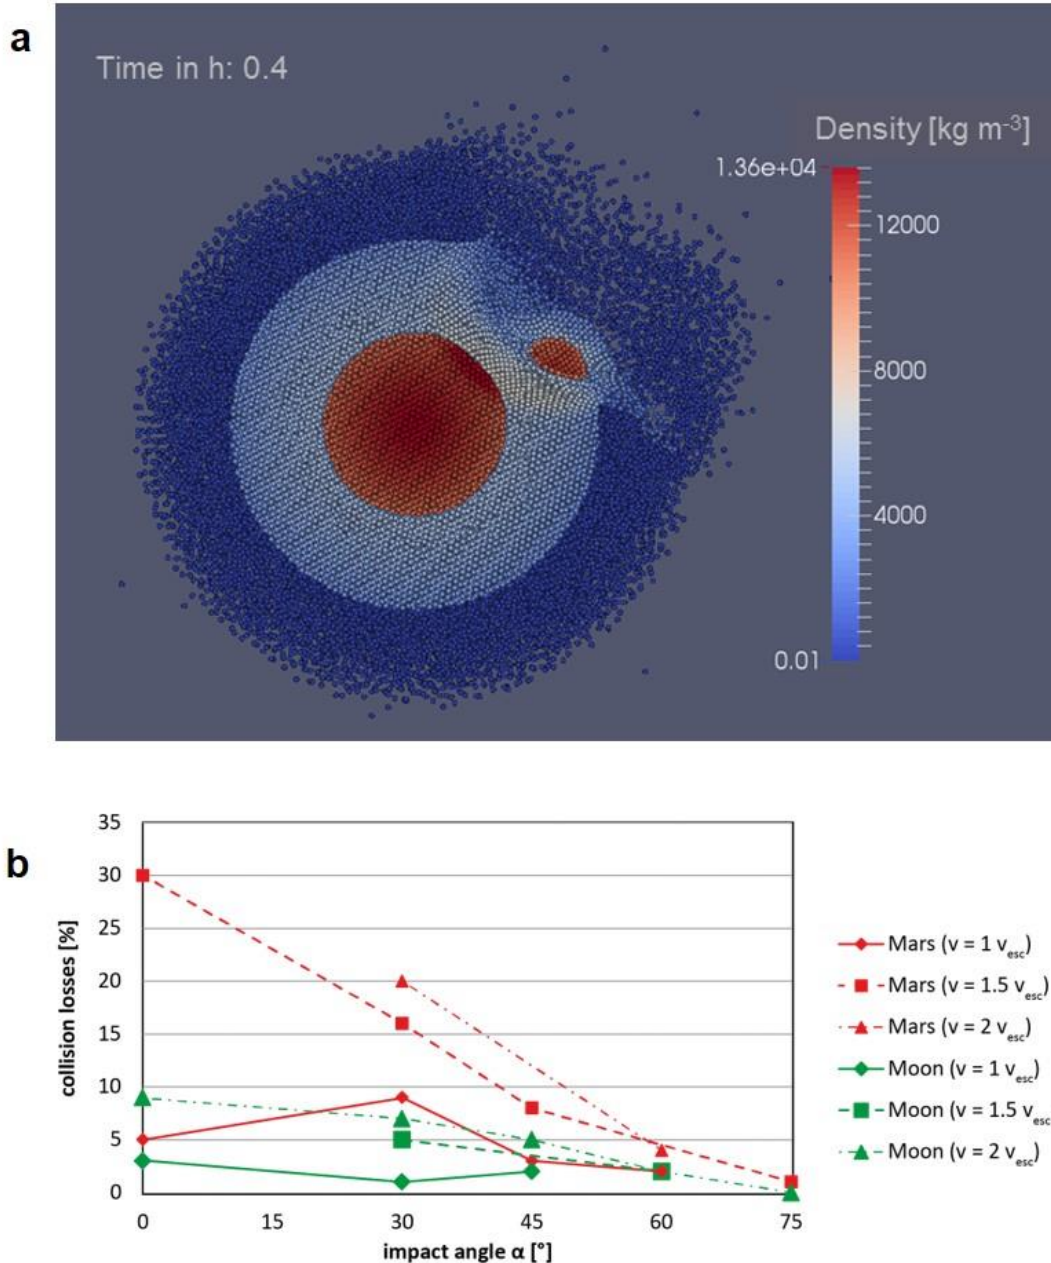 a
Time in h: 0.4
Density [kg m-3]
1.36e+04
12000
8000
4000
0.01
b
35
30
25
20
15
10
5
0
collision losses [%]
0 15 30 45 60 75
impact angle α [°]
Mars (v = 1 vesc)
Mars (v = 1.5 vesc)
Mars (v = 2 vesc)
Moon (v = 1 vesc)
Moon (v = 1.5 vesc
Moon (v = 2 vesc)